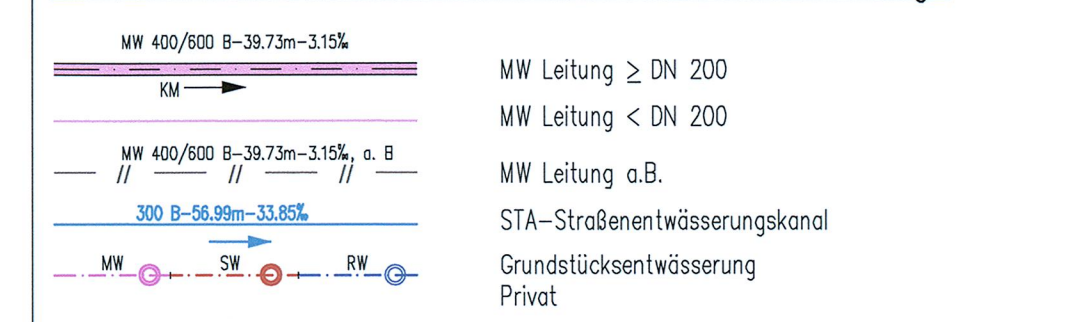 MW 400/600 B-39.73m-3.15‰
MW Leitung ≥ DN 200
KM
MW Leitung < DN 200
MW 400/600 B-39.73m-3.15‰, a. B
MW Leitung a.B.
300 B-56.99m-33.85‰
STA-Straßenentwässerungskanal
MW SW RW
Grundstücksentwässerung
Privat